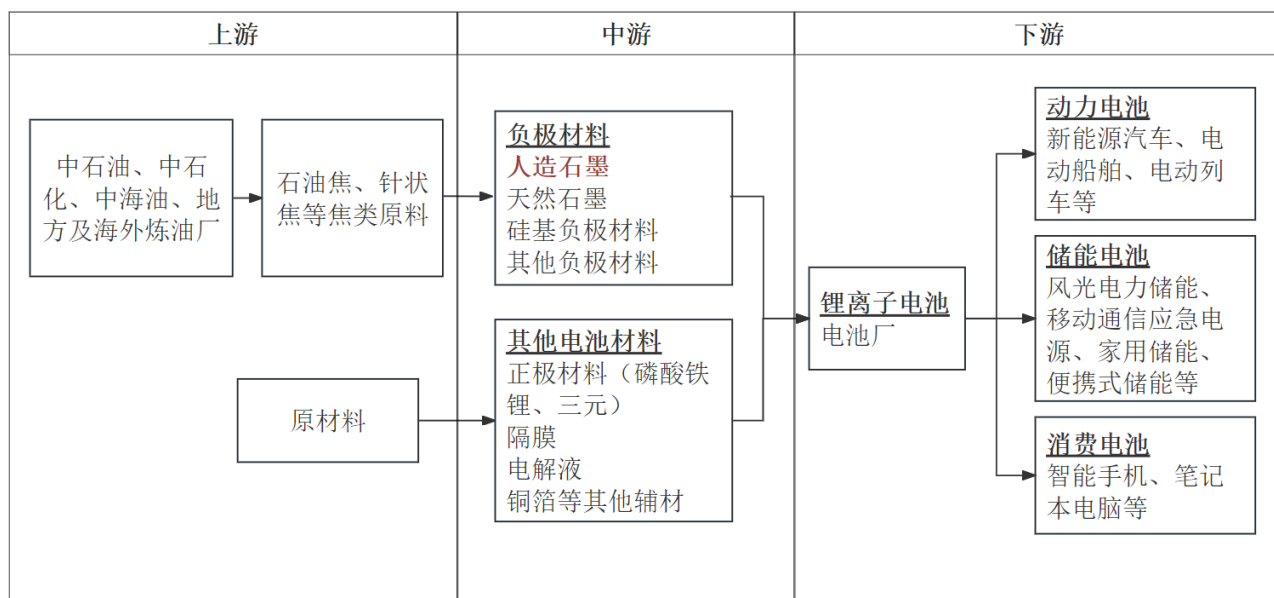 上游
中游
下游
中石油、中石
化、中海油、地
方及海外炼油厂
石油焦、针状
焦等焦类原料
原材料
负极材料
人造石墨
天然石墨
硅基负极材料
其他负极材料
其他电池材料
正极材料（磷酸铁
锂、三元）
隔膜
电解液
铜箔等其他辅材
锂离子电池
电池厂
动力电池
新能源汽车、电
动船舶、电动列
车等
储能电池
风光电力储能、
移动通信应急电
源、家用储能、
便携式储能等
消费电池
智能手机、笔记
本电脑等